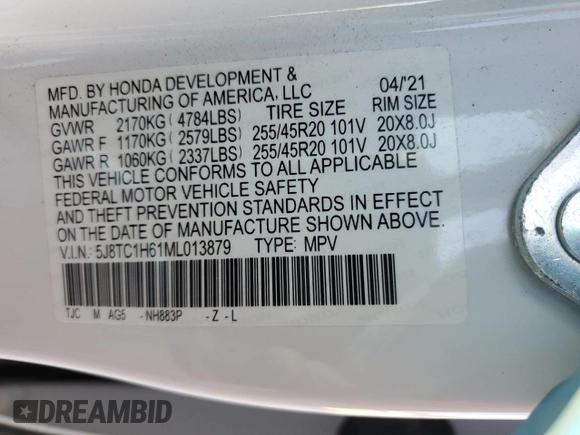 MFD. BY HONDA DEVELOPMENT & 04/'21
MANUFACTURING OF AMERICA, LLC
GVWR 2170KG ( 4784LBS) TIRE SIZE RIM SIZE
GAWR F 1170KG ( 2579LBS) 255/45R20 101V 20X8.0J
GAWR R 1060KG ( 2337LBS) 255/45R20 101V 20X8.0J
THIS VEHICLE CONFORMS TO ALL APPLICABLE
FEDERAL MOTOR VEHICLE SAFETY
AND THEFT PREVENTION STANDARDS IN EFFECT
ON THE DATE OF MANUFACTURE SHOWN ABOVE.
V.I.N.: 5J8TC1H61ML013879 TYPE: MPV
TJC M AG5 -NH883P -Z -L
DREAMBID